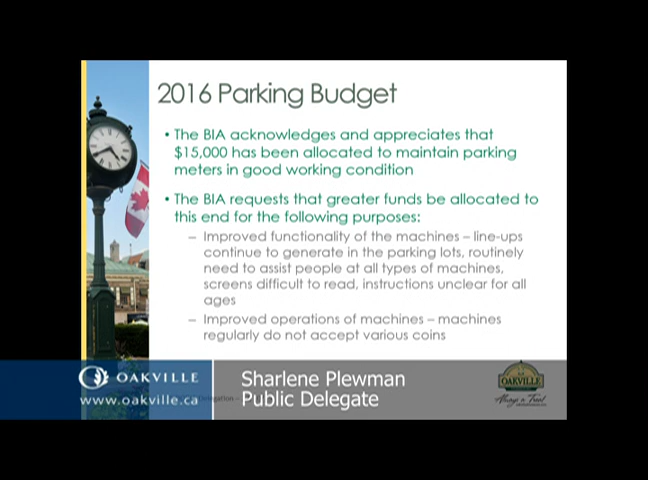 2016 Parking Budget
• The BIA acknowledges and appreciates that
$15,000 has been allocated to maintain parking
meters in good working condition
• The BIA requests that greater funds be allocated to
this end for the following purposes:
– Improved functionality of the machines – line-ups
continue to generate in the parking lots, routinely
need to assist people at all types of machines,
screens difficult to read, instructions unclear for all
ages
– Improved operations of machines – machines
regularly do not accept various coins
OAKVILLE
www.oakville.ca
Delegation –
Sharlene Plewman
Public Delegate
OAKVILLE
Always a Treat